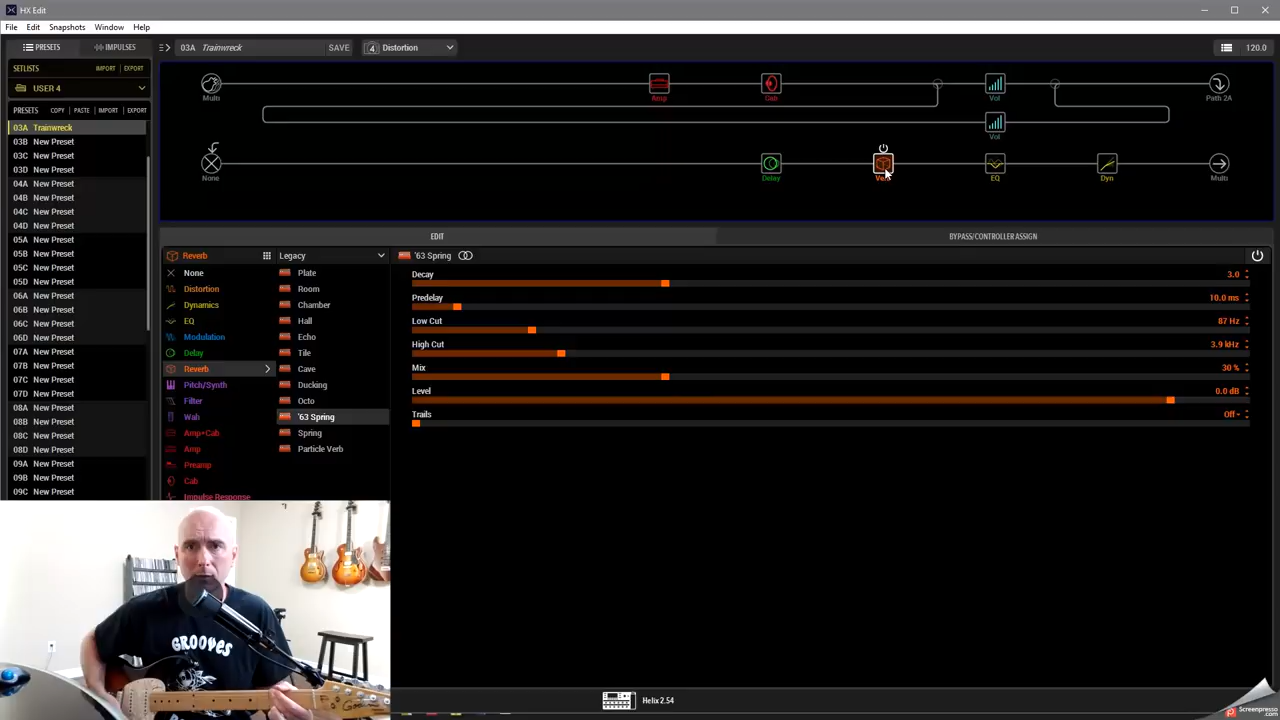 HX Edit
File Edit Snapshots Window Help
PRESETS IMPULSES
03A Trainwreck SAVE 4 Distortion 120.0
SETLISTS IMPORT EXPORT
USER 4
PRESETS COPY PASTE IMPORT EXPORT
03A Trainwreck
03B New Preset
03C New Preset
03D New Preset
04A New Preset
04B New Preset
04C New Preset
04D New Preset
05A New Preset
05B New Preset
05C New Preset
05D New Preset
06A New Preset
06B New Preset
06C New Preset
06D New Preset
07A New Preset
07B New Preset
07C New Preset
07D New Preset
08A New Preset
08B New Preset
08C New Preset
08D New Preset
09A New Preset
09B New Preset
09C New Preset
Multi Amp Cab Vol Path 2A
Vol
None Delay Verb EQ Dyn Multi
EDIT BYPASS/CONTROLLER ASSIGN
Reverb Legacy
None
Distortion
Dynamics
EQ
Modulation
Delay
Reverb
Pitch/Synth
Filter
Wah
Amp+Cab
Amp
Preamp
Cab
Impulse Response
Plate
Room
Chamber
Hall
Echo
Tile
Cave
Ducking
Octo
'63 Spring
Spring
Particle Verb
'63 Spring
Decay 3.0
Predelay 10.0 ms
Low Cut 87 Hz
High Cut 3.9 kHz
Mix 30 %
Level 0.0 dB
Trails Off
GROOVES
Helix 2.54
Screenpresso
.com